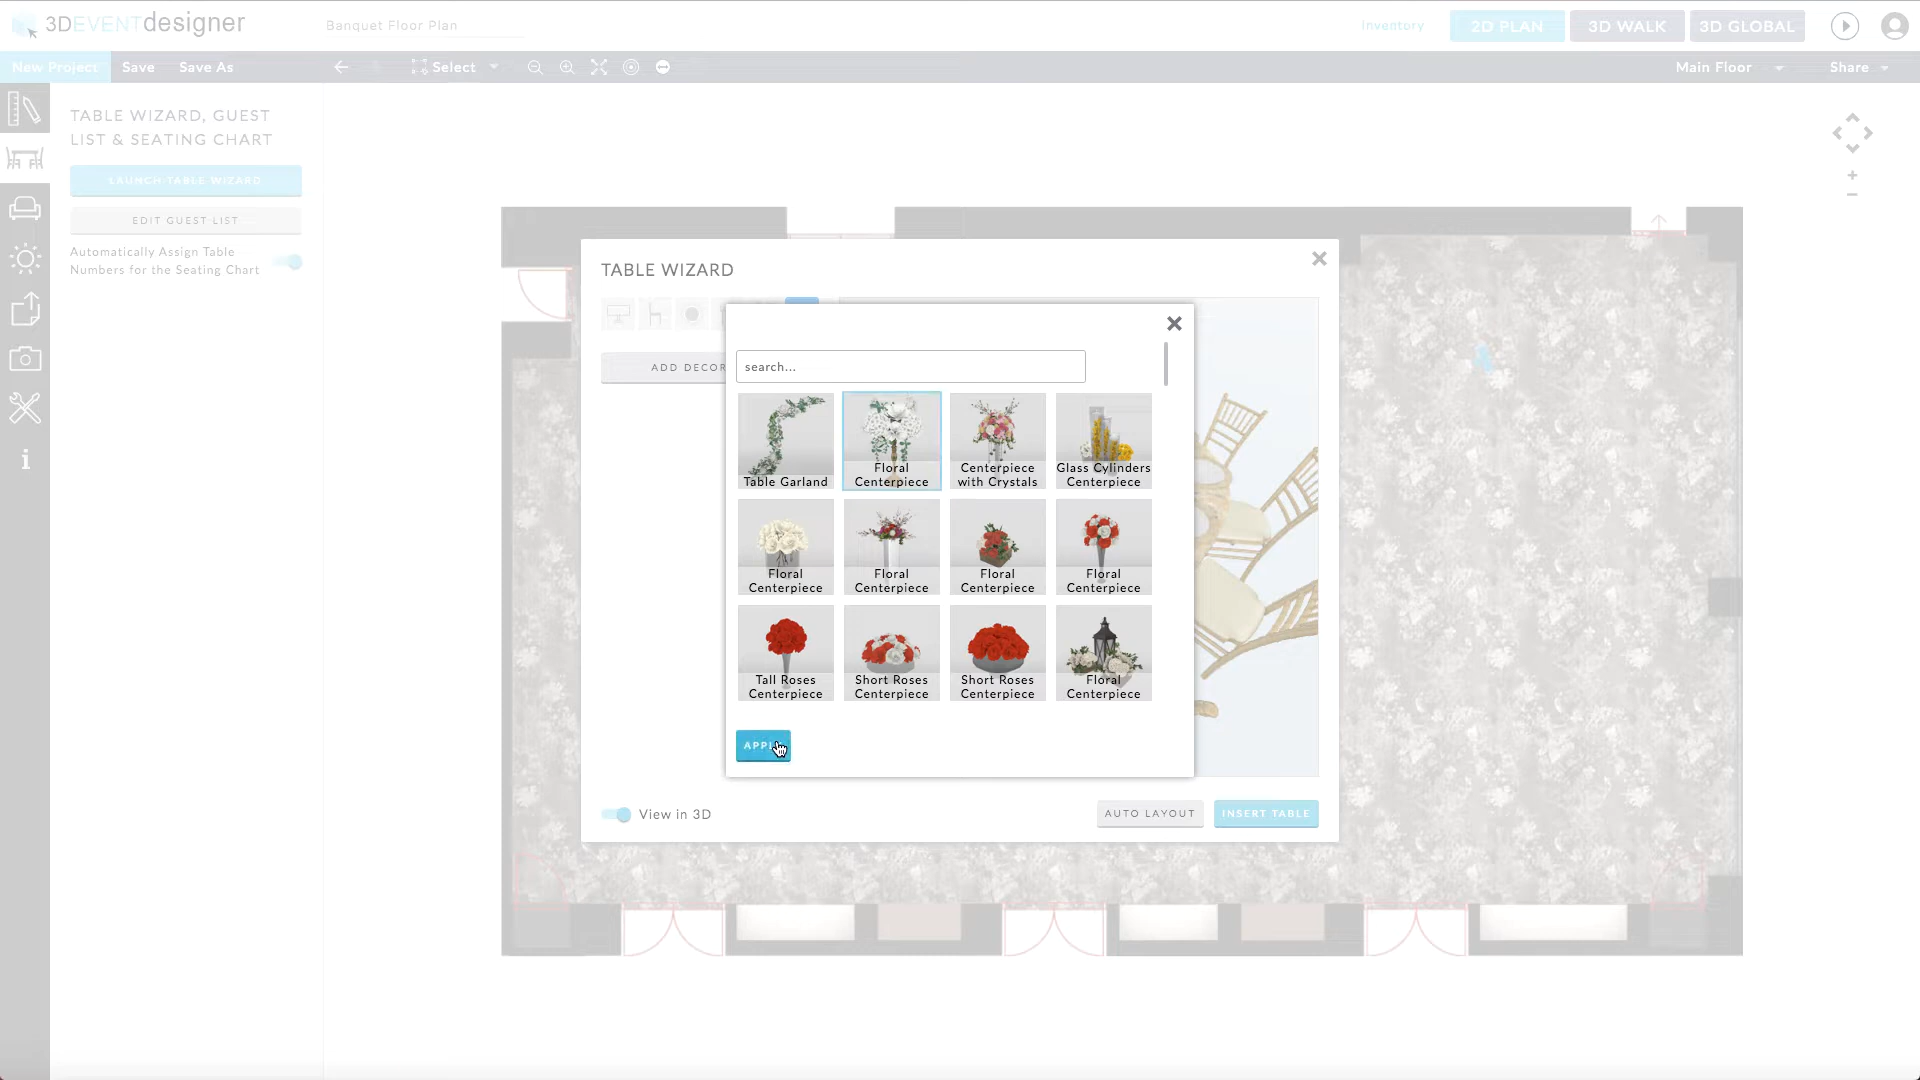 3DEVENTdesigner
Banquet Floor Plan
Inventory
2D PLAN
3D WALK
3D GLOBAL
New Project
Save
Save As
Select
Main Floor
Share
TABLE WIZARD, GUEST
LIST & SEATING CHART
LAUNCH TABLE WIZARD
EDIT GUEST LIST
Automatically Assign Table
Numbers for the Seating Chart
TABLE WIZARD
ADD DECOR
search...
Table Garland
Floral
Centerpiece
Centerpiece
with Crystals
Glass Cylinders
Centerpiece
Floral
Centerpiece
Floral
Centerpiece
Floral
Centerpiece
Floral
Centerpiece
Tall Roses
Centerpiece
Short Roses
Centerpiece
Short Roses
Centerpiece
Floral
Centerpiece
View in 3D
AUTO LAYOUT
INSERT TABLE